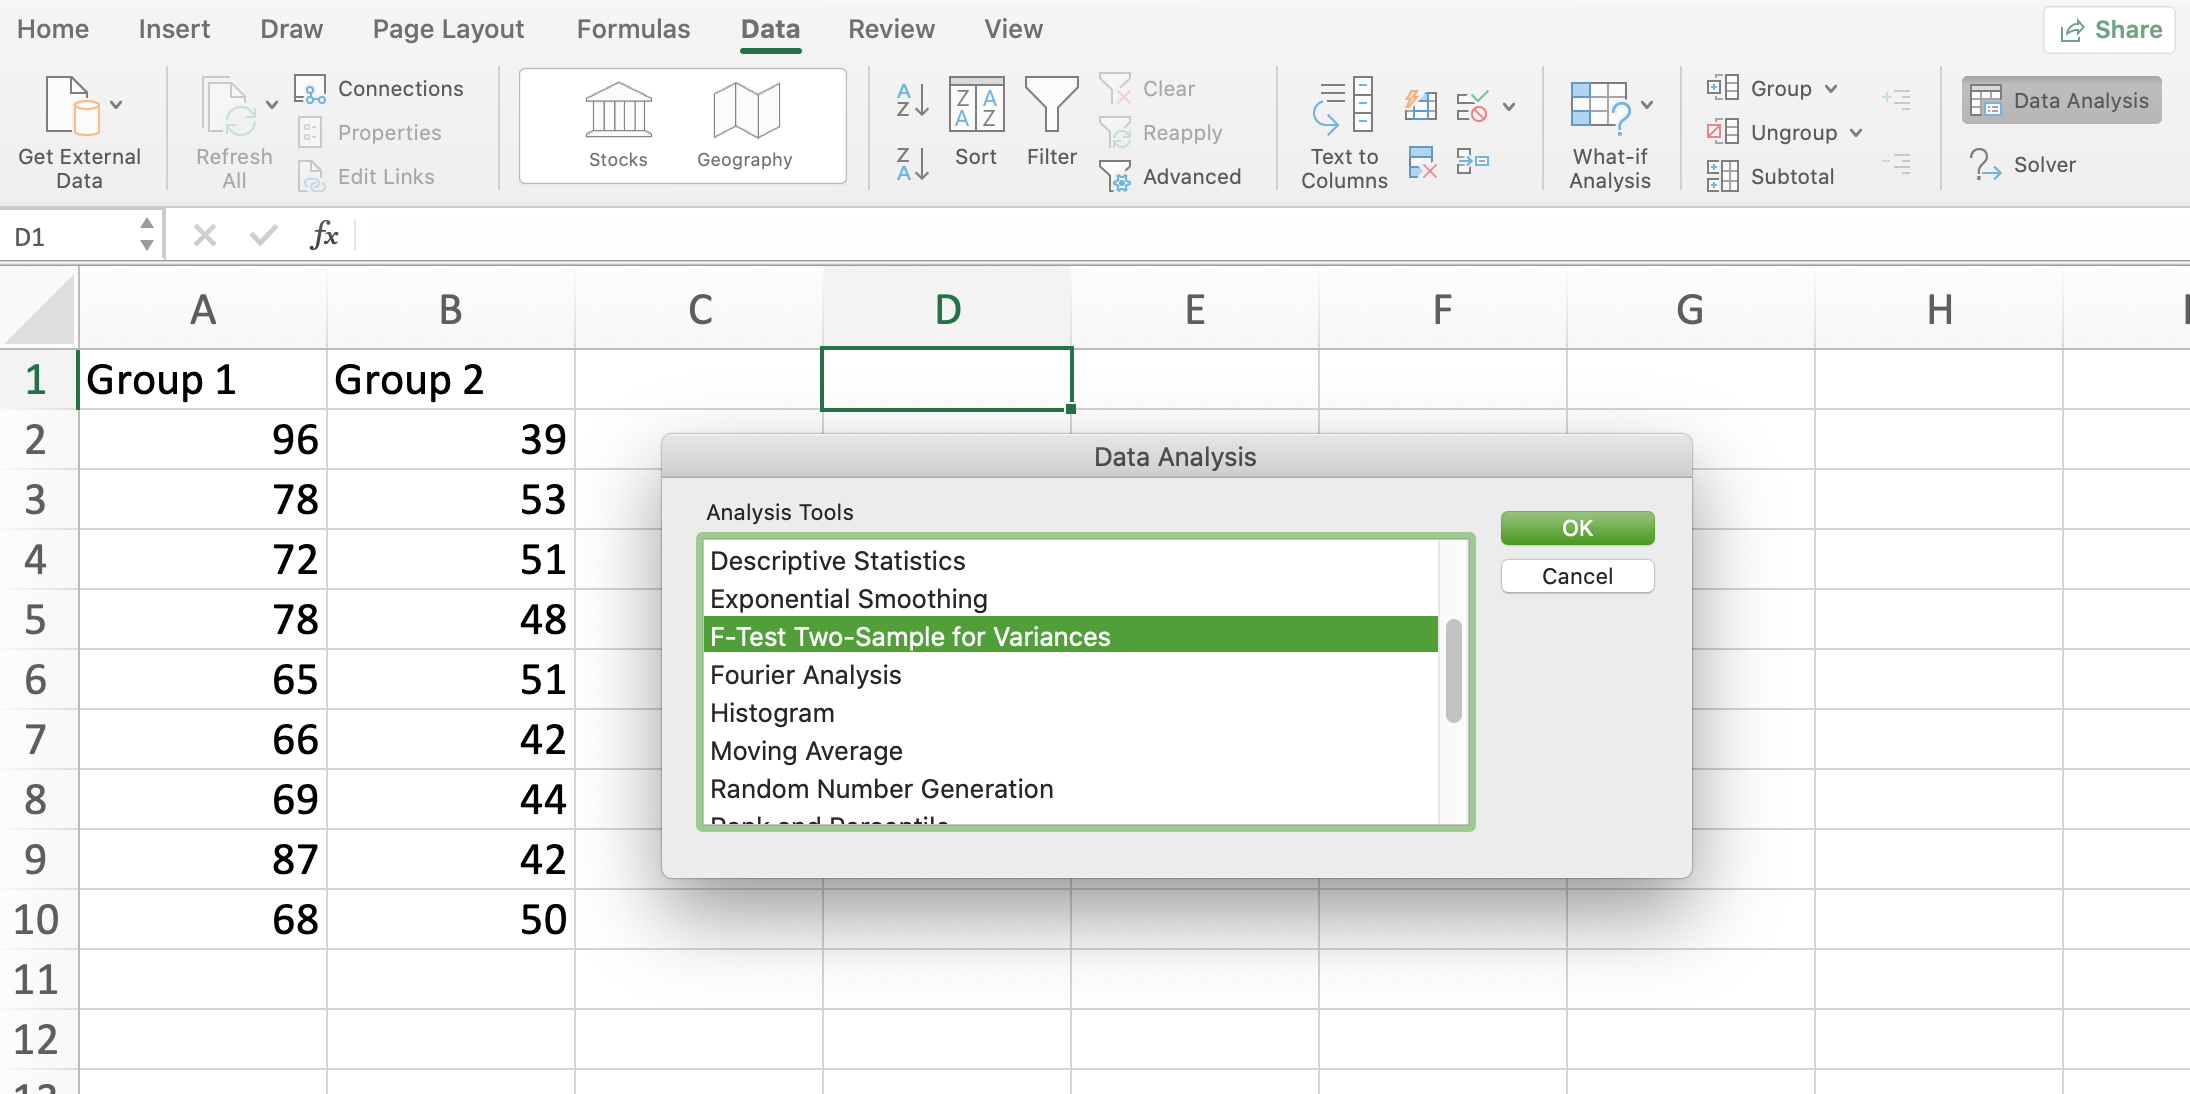 Home Insert Draw Page Layout Formulas Data Review View Share
Get External Data
Refresh All
Connections
Properties
Edit Links
Stocks
Geography
Sort
Filter
Clear
Reapply
Advanced
Text to Columns
What-if Analysis
Group
Ungroup
Subtotal
Data Analysis
Solver
D1 fx
A B C D E F G H
1 Group 1 Group 2
2 96 39
3 78 53
4 72 51
5 78 48
6 65 51
7 66 42
8 69 44
9 87 42
10 68 50
11
12
Data Analysis
Analysis Tools
Descriptive Statistics
Exponential Smoothing
F-Test Two-Sample for Variances
Fourier Analysis
Histogram
Moving Average
Random Number Generation
Rank and Percentile
OK
Cancel